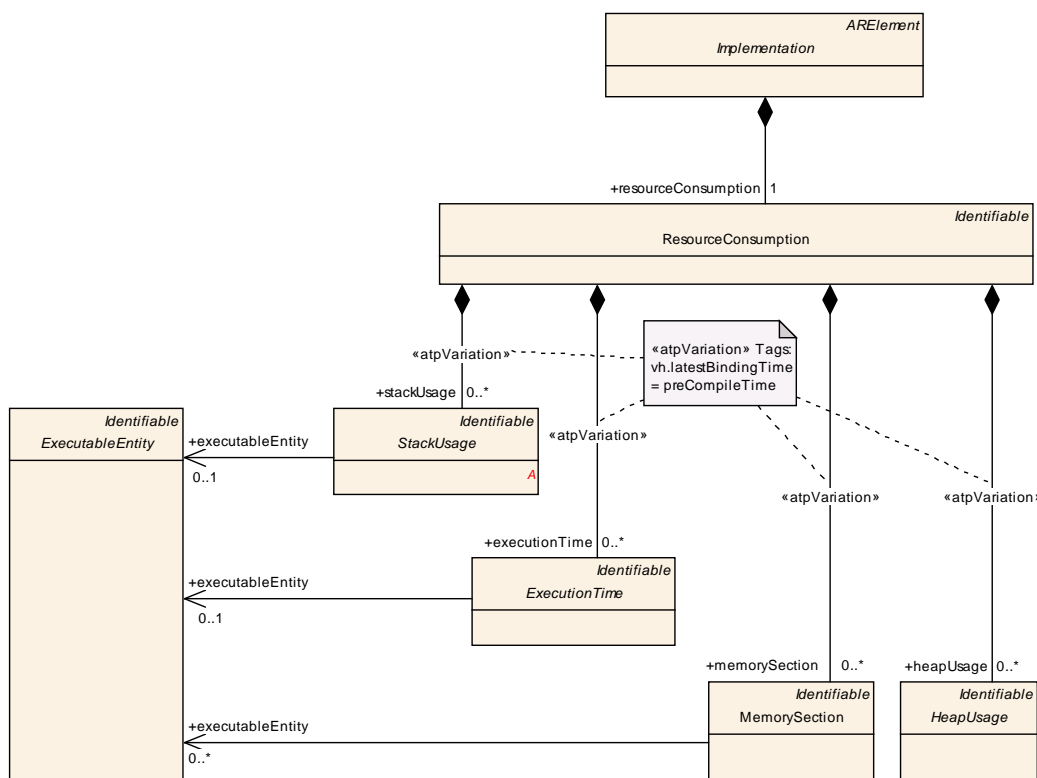 ARElement
Implementation
+resourceConsumption 1
Identifiable
ResourceConsumption
«atpVariation» Tags:
vh.latestBindingTime
= preCompileTime
«atpVariation»
+stackUsage 0..*
Identifiable
ExecutableEntity
Identifiable
StackUsage
A
+executableEntity
0..1
«atpVariation»
«atpVariation»
«atpVariation»
+executionTime 0..*
Identifiable
ExecutionTime
+executableEntity
0..1
+memorySection 0..*
+heapUsage 0..*
Identifiable
MemorySection
Identifiable
HeapUsage
+executableEntity
0..*